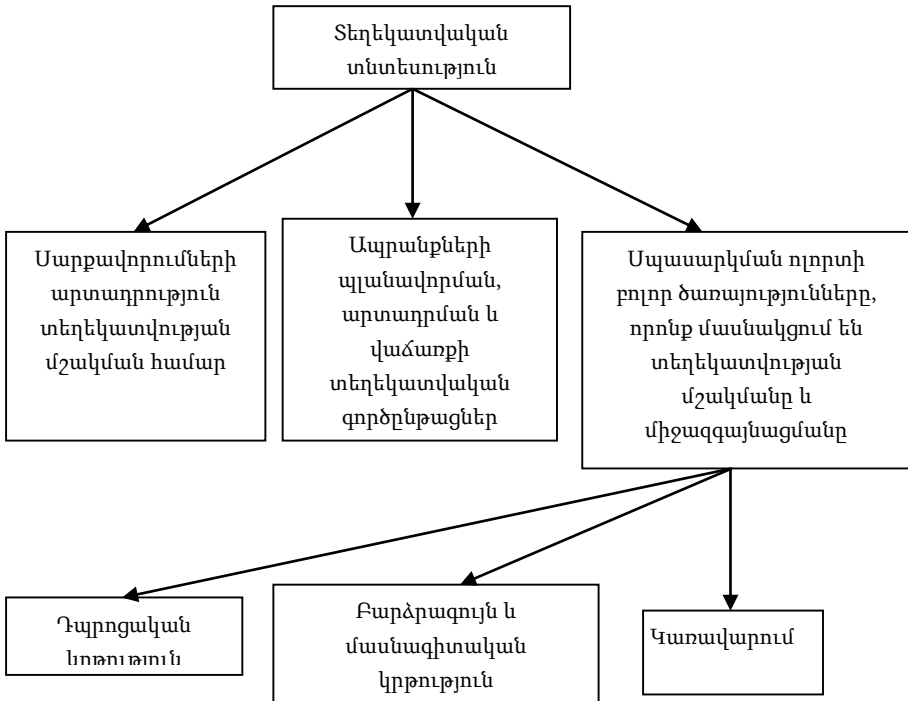 Տեղեկատվական
տնտեսություն
Սարքավորումների
արտադրություն
տեղեկատվության
մշակման համար
Ապրանքների
պլանավորման,
արտադրման և
վաճառքի
տեղեկատվական
գործընթացներ
Սպասարկման ոլորտի
բոլոր ծառայությունները,
որոնք մասնակցում են
տեղեկատվության
մշակմանը և
միջազգայնացմանը
Դպրոցական
կրթություն
Բարձրագույն և
մասնագիտական
կրթություն
Կառավարում